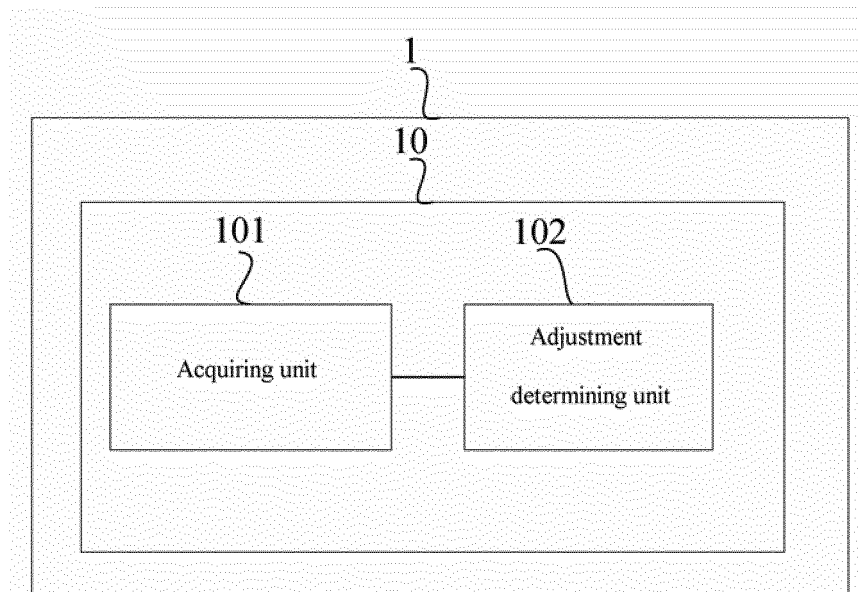 1
10
101
102
Acquiring unit
Adjustment
determining unit